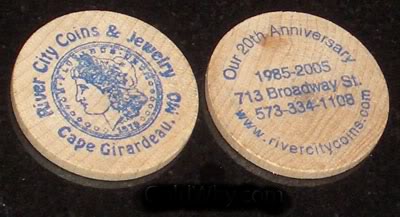 River City Coins & Jewelry
Cape Girardeau, MO
Our 20th Anniversary
1985-2005
713 Broadway St.
573-334-1108
www.rivercitycoins.com